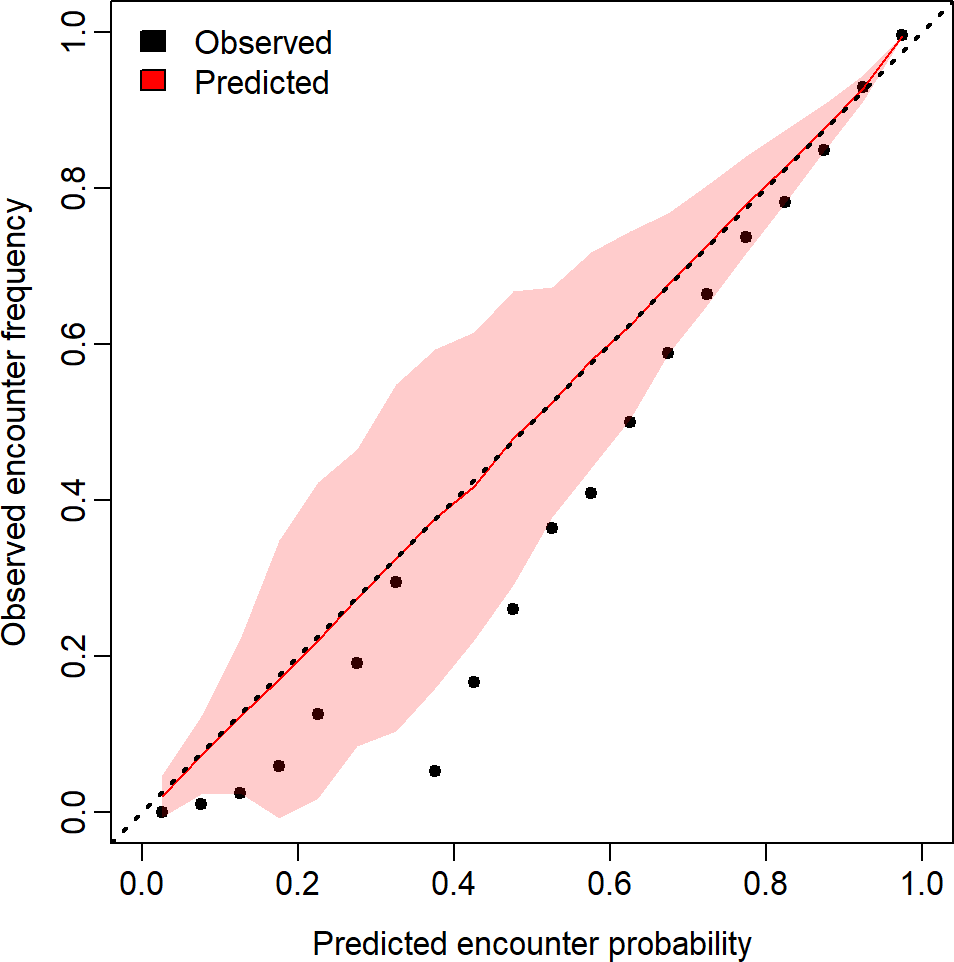 Observed
Predicted
Observed encounter frequency
1.0
0.8
0.6
0.4
0.2
0.0
0.0 0.2 0.4 0.6 0.8 1.0
Predicted encounter probability